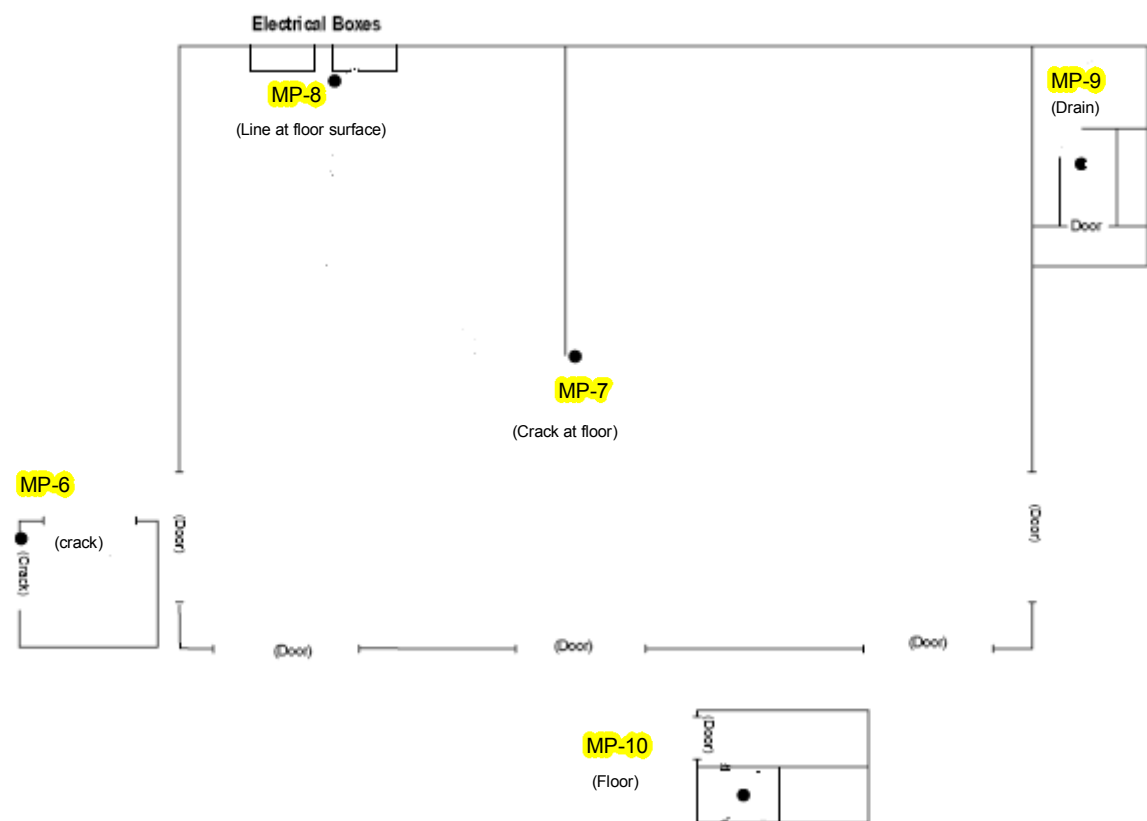 Electrical Boxes
MP-8
(Line at floor surface)
MP-9
(Drain)
Door
MP-7
(Crack at floor)
MP-6
(crack)
(Crack)
(Door)
(Door)
(Door)
(Door)
(Door)
MP-10
(Floor)
(Door)